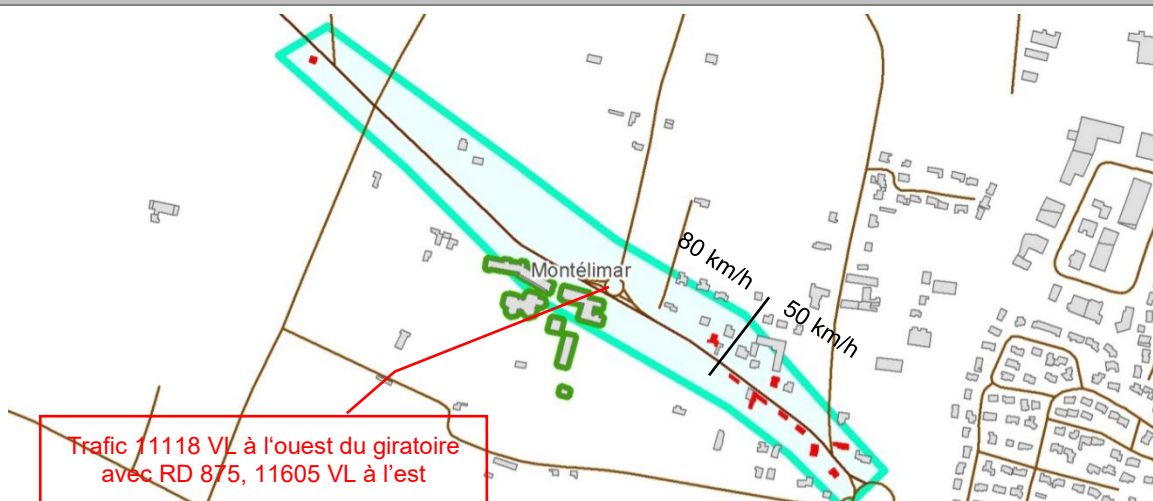 Montélimar
80 km/h
50 km/h
Trafic 11118 VL à l‘ouest du giratoire
avec RD 875, 11605 VL à l’est